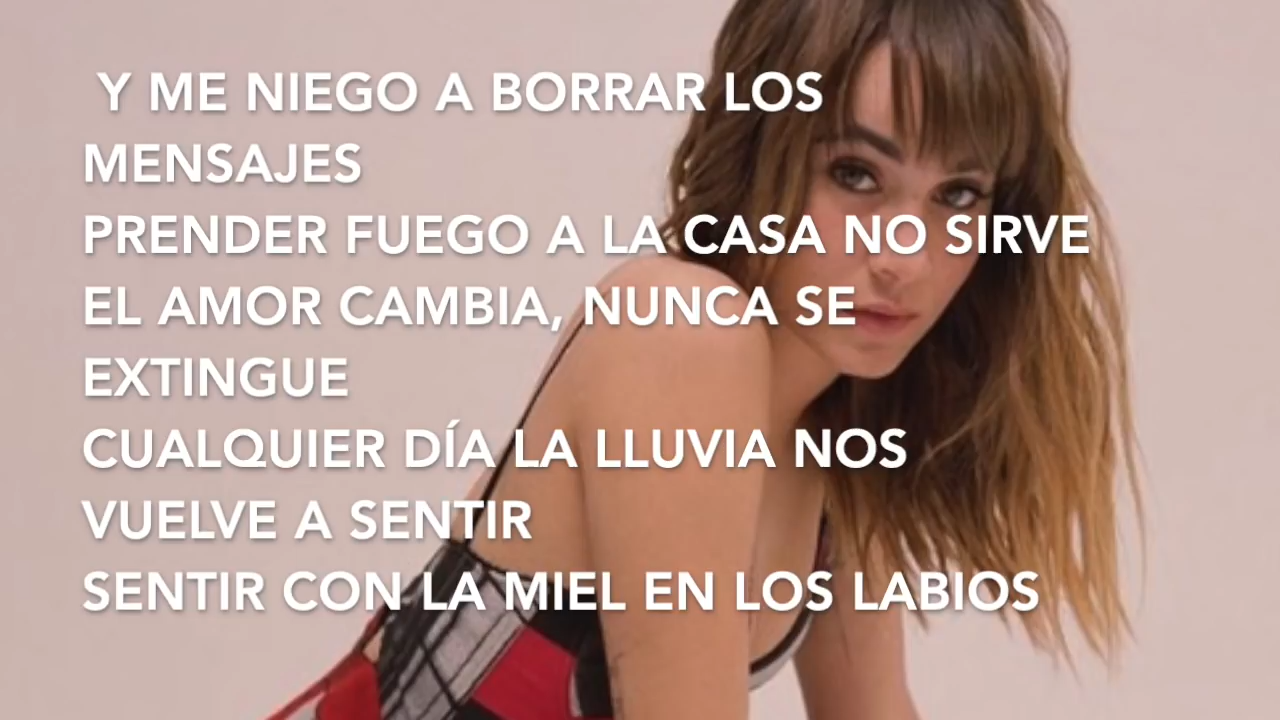 Y ME NIEGO A BORRAR LOS
MENSAJES
PRENDER FUEGO A LA CASA NO SIRVE
EL AMOR CAMBIA, NUNCA SE
EXTINGUE
CUALQUIER DÍA LA LLUVIA NOS
VUELVE A SENTIR
SENTIR CON LA MIEL EN LOS LABIOS